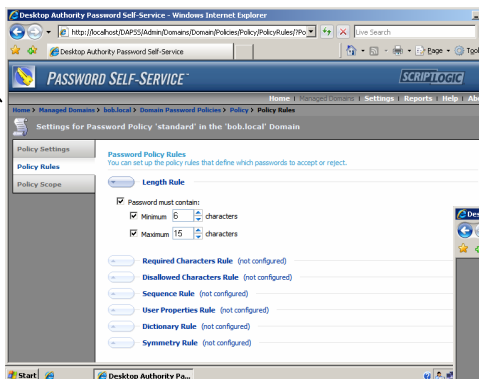 Desktop Authority Password Self-Service - Windows Internet Explorer
http://localhost/DAPSS/Admin/Domains/Domain/Policies/Policy/PolicyRules/?Po
Live Search
Desktop Authority Password Self-Service
Page
Tool
PASSWORD SELF-SERVICE
SCRIPTLOGIC
Home | Managed Domains | Settings | Reports | Help | Abo
Home > Managed Domains > bob.local > Domain Password Policies > Policy > Policy Rules
Settings for Password Policy 'standard' in the 'bob.local' Domain
Policy Settings
Policy Rules
Policy Scope
Password Policy Rules
You can set up the policy rules that define which passwords to accept or reject.
Length Rule
Password must contain:
Minimum 6 characters
Maximum 15 characters
Required Characters Rule (not configured)
Disallowed Characters Rule (not configured)
Sequence Rule (not configured)
User Properties Rule (not configured)
Dictionary Rule (not configured)
Symmetry Rule (not configured)
Des
Start
Desktop Authority Pa...